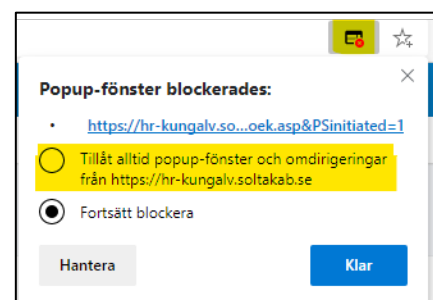 Popup-fönster blockerades:
• https://hr-kungalv.so...oek.asp&PSinitiated=1
Tillåt alltid popup-fönster och omdirigeringar
från https://hr-kungalv.soltakab.se
Fortsätt blockera
Hantera
Klar